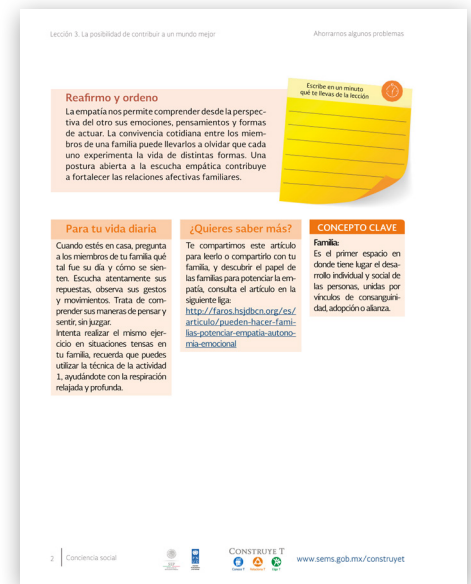 Lección 3. La posibilidad de contribuir a un mundo mejor
Ahorrarnos algunos problemas
Reafirmo y ordeno
La empatía nos permite comprender desde la perspec-
tiva del otro sus emociones, pensamientos y formas
de actuar. La convivencia cotidiana entre los miem-
bros de una familia puede llevarlos a olvidar que cada
uno experimenta la vida de distintas formas. Una
postura abierta a la escucha empática contribuye
a fortalecer las relaciones afectivas familiares.
Escribe en un minuto
qué te llevas de la lección
Para tu vida diaria
Cuando estés en casa, pregunta
a los miembros de tu familia qué
tal fue su día y cómo se sien-
ten. Escucha atentamente sus
repuestas, observa sus gestos
y movimientos. Trata de com-
prender sus maneras de pensar y
sentir, sin juzgar.
Intenta realizar el mismo ejer-
cicio en situaciones tensas en
tu familia, recuerda que puedes
utilizar la técnica de la actividad
1, ayudándote con la respiración
relajada y profunda.
¿Quieres saber más?
Te compartimos este artículo
para leerlo o compartirlo con tu
familia, y descubrir el papel de
las familias para potenciar la em-
patía, consulta el artículo en la
siguiente liga:
http://faros.hsjdbcn.org/es/
articulo/pueden-hacer-fami-
lias-potenciar-empatia-autono-
mia-emocional
CONCEPTO CLAVE
Familia:
Es el primer espacio en
donde tiene lugar el desa-
rrollo individual y social de
las personas, unidas por
vínculos de consanguini-
dad, adopción o alianza.
2
Conciencia social
CONSTRUYE T
www.sems.gob.mx/construyet